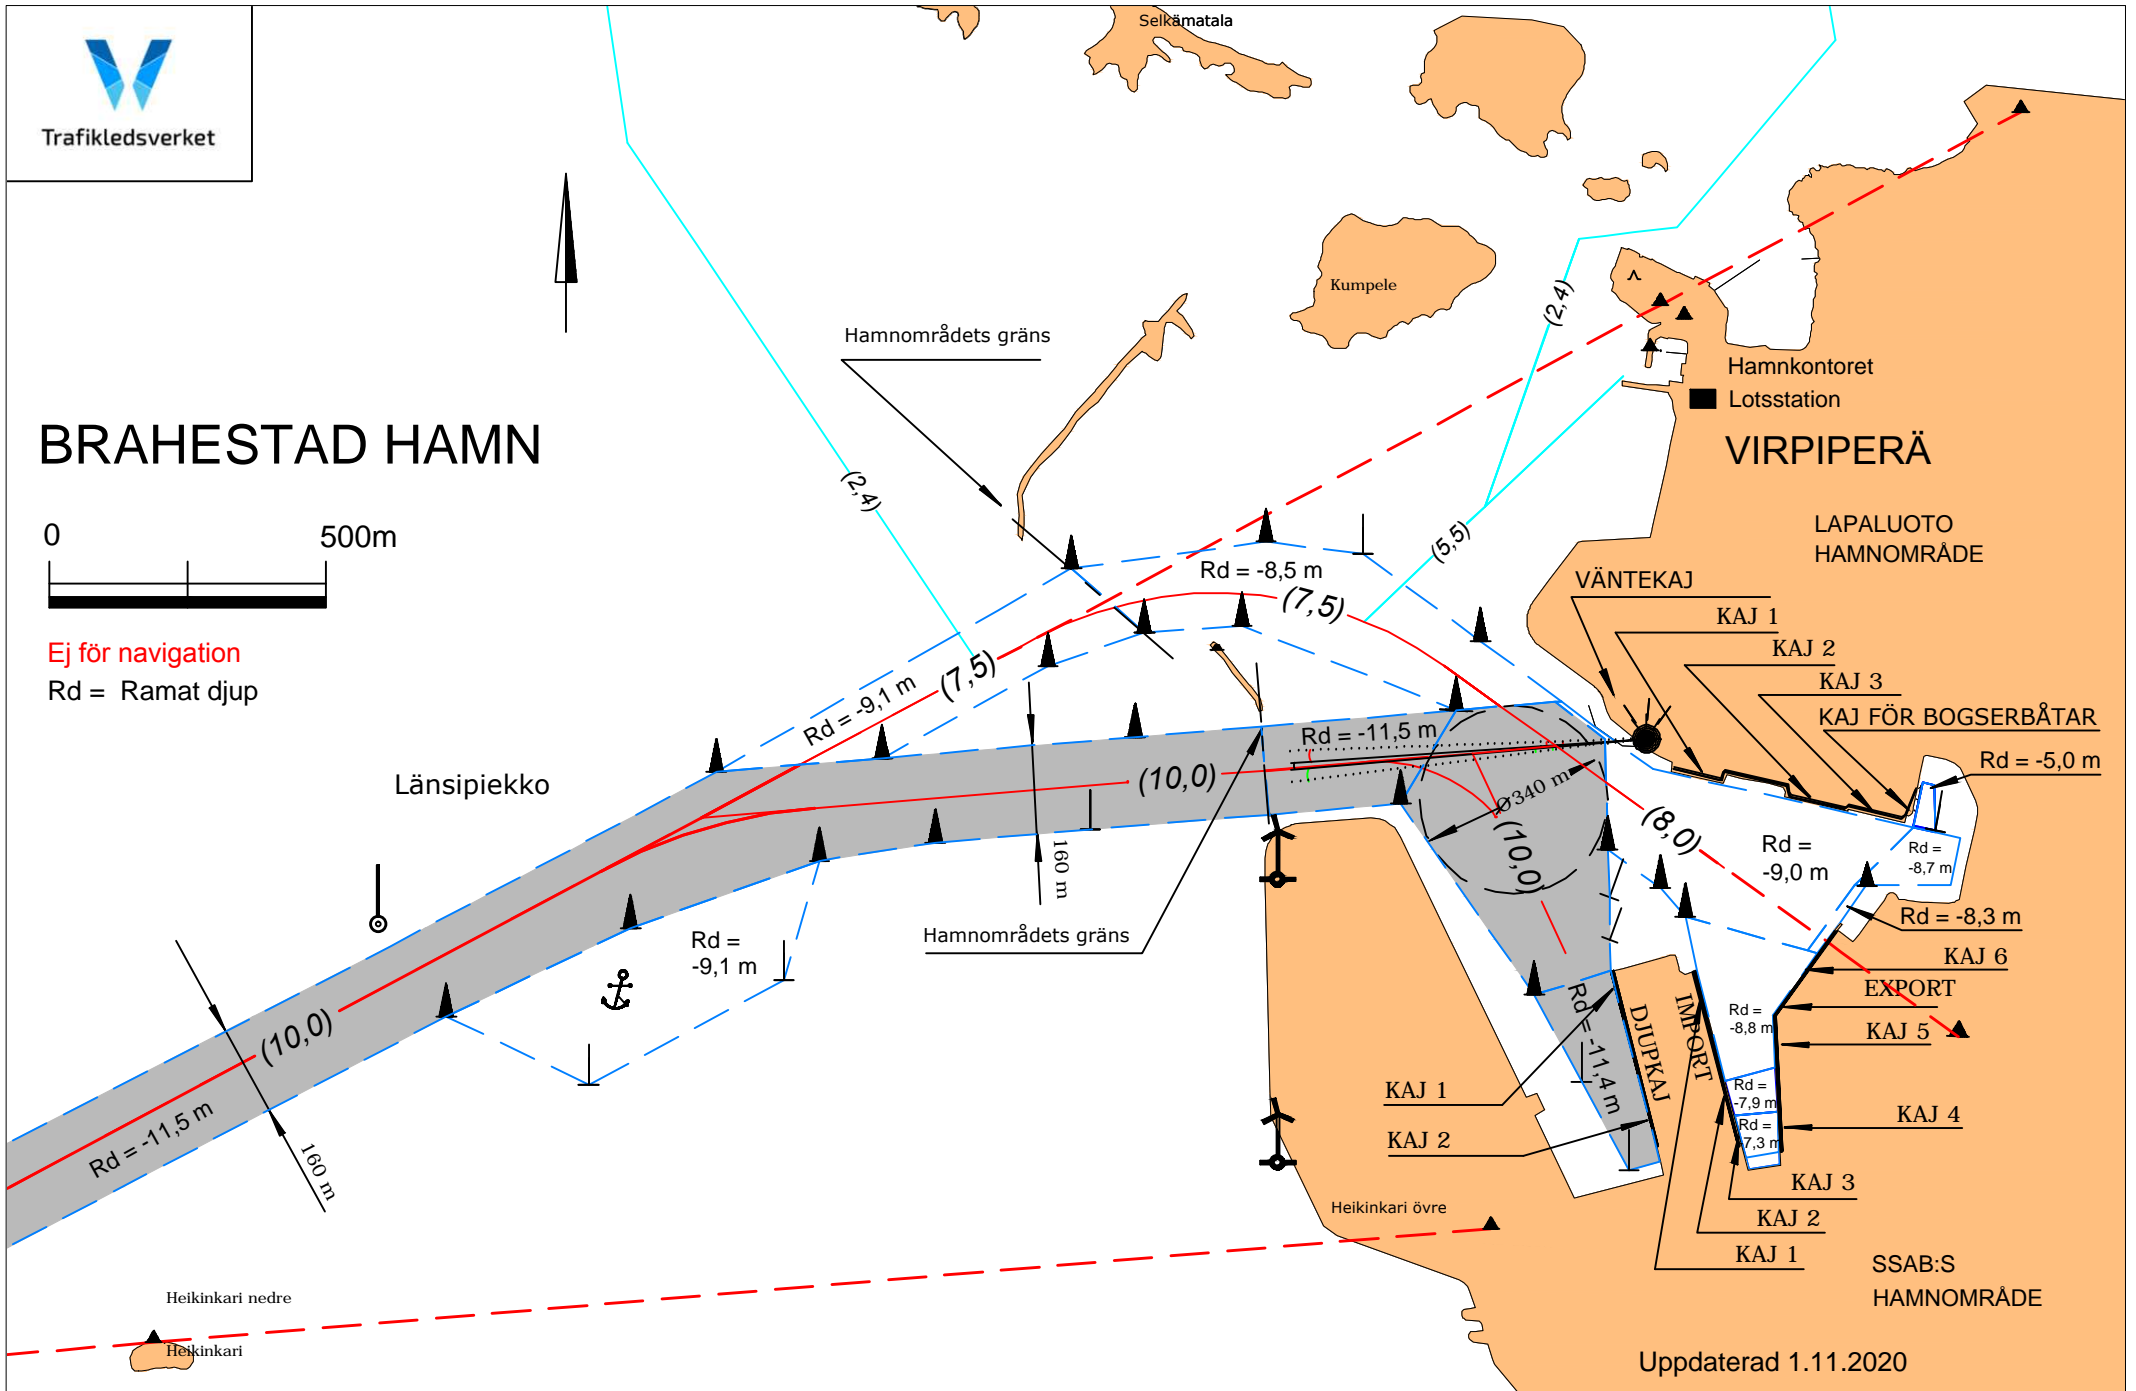 Trafikledsverket
Selkämatala
Kumpele
(2,4)
Hamnområdets gräns
Hamnkontoret
Lotsstation
BRAHESTAD HAMN
VIRPIPERÄ
(2,4)
0 500m
LAPALUOTO
HAMNOMRÅDE
(5,5)
Rd = -8,5 m
(7,5)
VÄNTEKAJ
KAJ 1
KAJ 2
KAJ 3
KAJ FÖR BOGSERBÅTAR
Rd = -5,0 m
Ej för navigation
Rd = Ramat djup
(7,5)
Rd = -9,1 m
Rd = -11,5 m
Länsipiekko
(10,0)
Ø340 m
(10,0)
(8,0)
Rd =
-9,0 m
Rd =
-8,7 m
160 m
Rd = -8,3 m
Hamnområdets gräns
Rd =
-9,1 m
KAJ 6
EXPORT
KAJ 5
Rd =
-8,8 m
Rd = -11,4 m
DJUPKAJ
IMPORT
(10,0)
Rd = -11,5 m
160 m
KAJ 1
KAJ 2
Rd =
-7,9 m
Rd =
-7,3 m
KAJ 4
KAJ 3
KAJ 2
KAJ 1
Heikinkari övre
SSAB:S
HAMNOMRÅDE
Heikinkari nedre
Heikinkari
Uppdaterad 1.11.2020